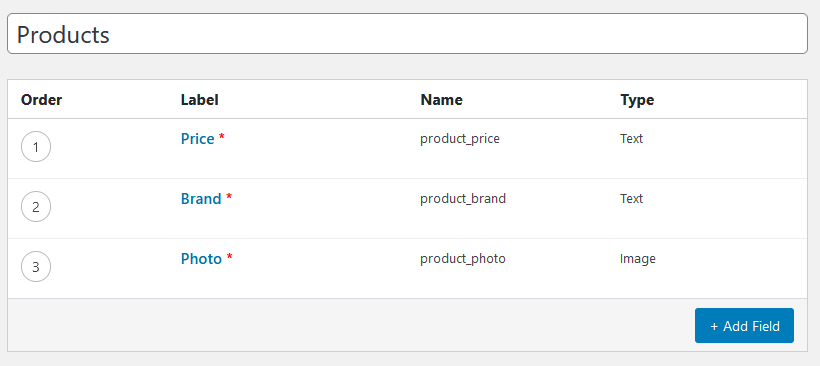 Products
Order Label Name Type
1 Price * product_price Text
2 Brand * product_brand Text
3 Photo * product_photo Image
+ Add Field